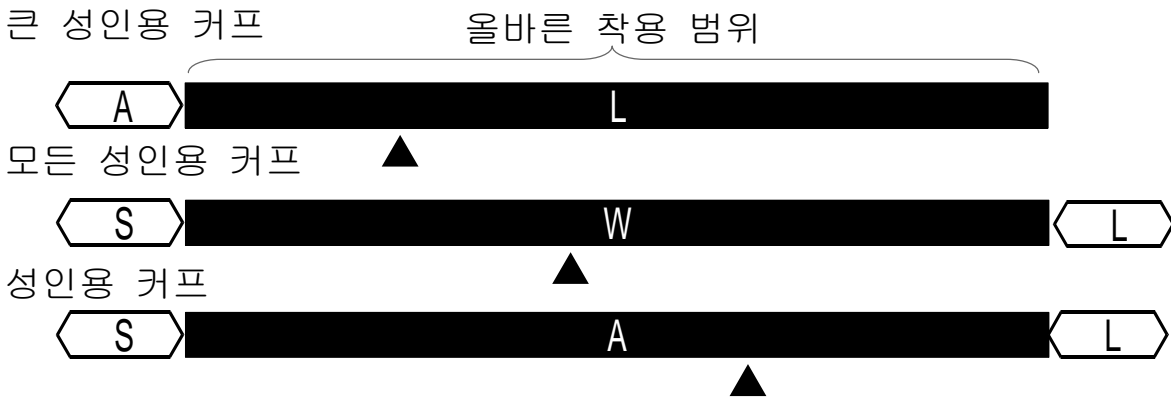 큰 성인용 커프 올바른 착용 범위
A L
모든 성인용 커프
S W L
성인용 커프
S A L